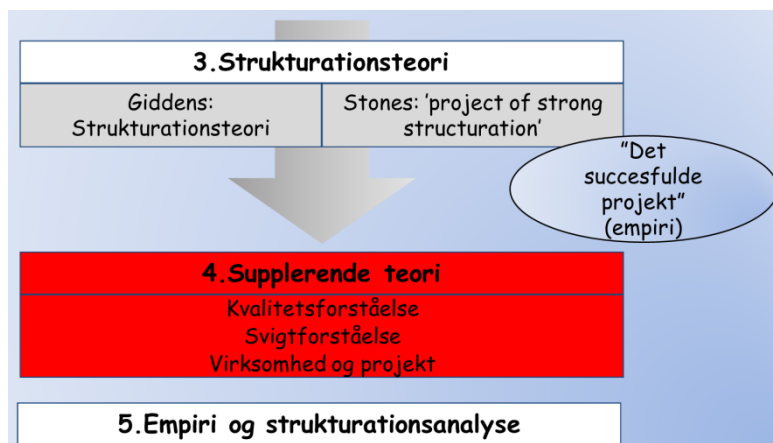 3.Strukturationsteori
Giddens:
Strukturationsteori
Stones: ’project of strong
structuration’
”Det
succesfulde
projekt”
(empiri)
4.Supplerende teori
Kvalitetsforståelse
Svigtforståelse
Virksomhed og projekt
5.Empiri og strukturationsanalyse